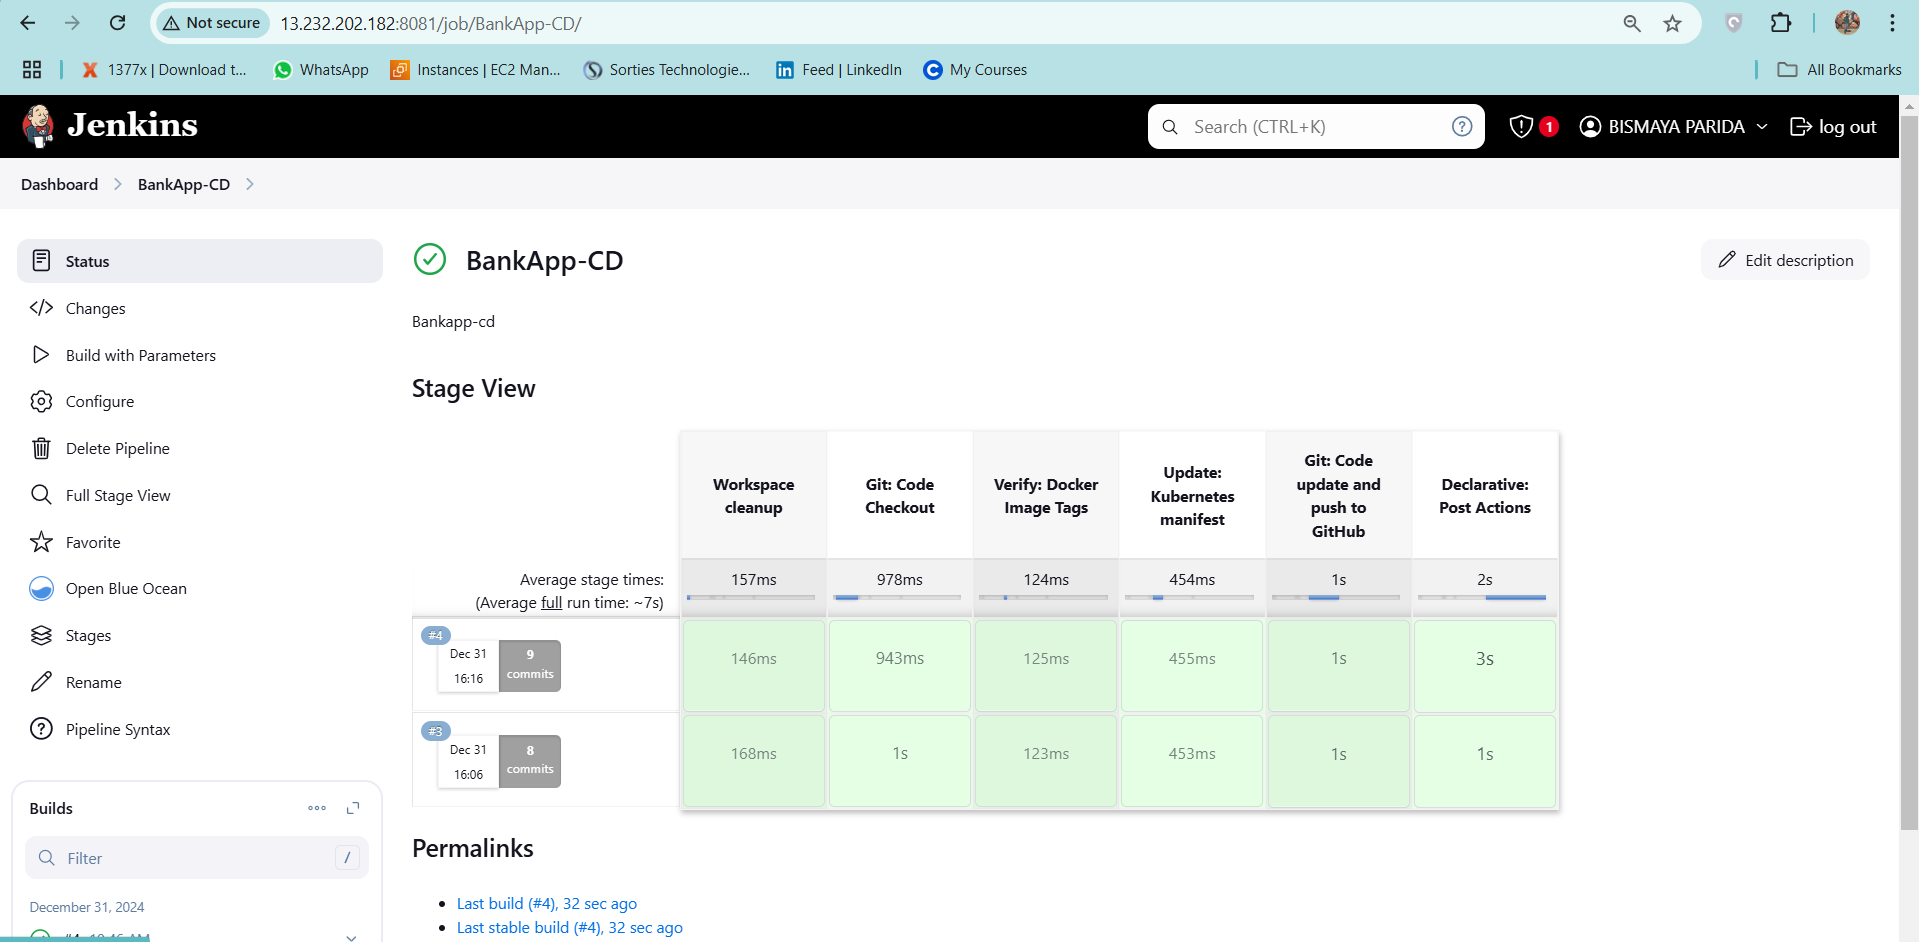 Not secure
13.232.202.182:8081/job/BankApp-CD/
1377x | Download t...
WhatsApp
Instances | EC2 Man...
Sorties Technologie...
Feed | LinkedIn
My Courses
All Bookmarks
Jenkins
Search (CTRL+K)
1
BISMAYA PARIDA
log out
Dashboard
BankApp-CD
Status
Changes
Build with Parameters
Configure
Delete Pipeline
Full Stage View
Favorite
Open Blue Ocean
Stages
Rename
Pipeline Syntax
Builds
Filter
/
December 31, 2024
#4 10:46 AM
BankApp-CD
Edit description
Bankapp-cd
Stage View
Workspace
cleanup
Git: Code
Checkout
Verify: Docker
Image Tags
Update:
Kubernetes
manifest
Git: Code
update and
push to
GitHub
Declarative:
Post Actions
Average stage times:
(Average full run time: ~7s)
157ms
978ms
124ms
454ms
1s
2s
#4
Dec 31
16:16
9
commits
146ms
943ms
125ms
455ms
1s
3s
#3
Dec 31
16:06
8
commits
168ms
1s
123ms
453ms
1s
1s
Permalinks
Last build (#4), 32 sec ago
Last stable build (#4), 32 sec ago